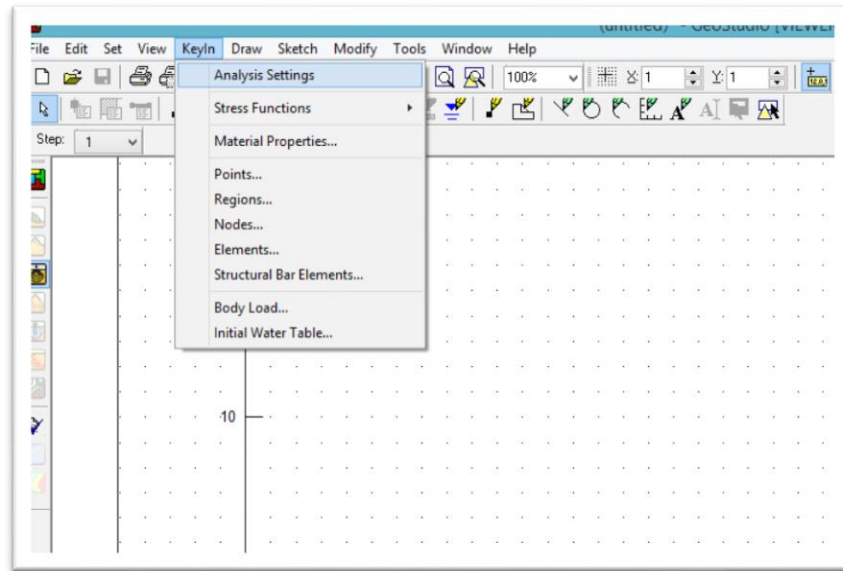 (untitled) - GeoStudio [VIEWER
File Edit Set View KeyIn Draw Sketch Modify Tools Window Help
100% X: 1 Y: 1
Step: 1
Analysis Settings
Stress Functions
Material Properties...
Points...
Regions...
Nodes...
Elements...
Structural Bar Elements...
Body Load...
Initial Water Table...
10